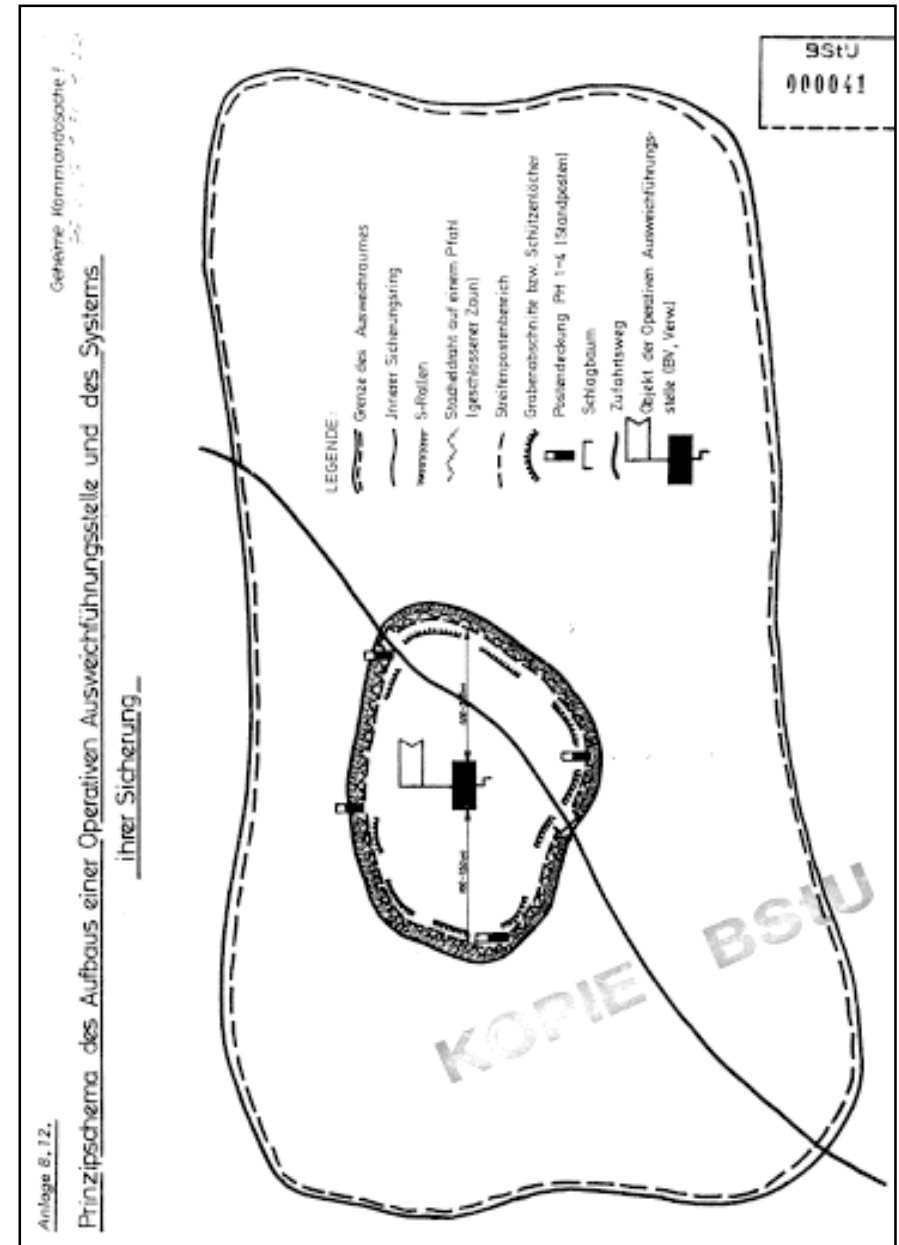 BStU
000041
Anlage 8.12.
Geheime Kommandosache!
Prinzipschema des Aufbaus einer Operativen Ausweichführungsstelle und des Systems
ihrer Sicherung
LEGENDE:
Grenze des Ausweichraumes
Jnnerer Sicherungsring
S-Rollen
Stacheldraht auf einem Pfahl
(geschlossener Zaun)
Streifenpostenbereich
Grabenabschnitte bzw. Schützenlöcher
Postendeckung PH 1-4 (Standposten)
Schlagbaum
Zufahrtsweg
Objekt der Operativen Ausweichführungs-
stelle (BV, Verw.)
KOPIE BStU